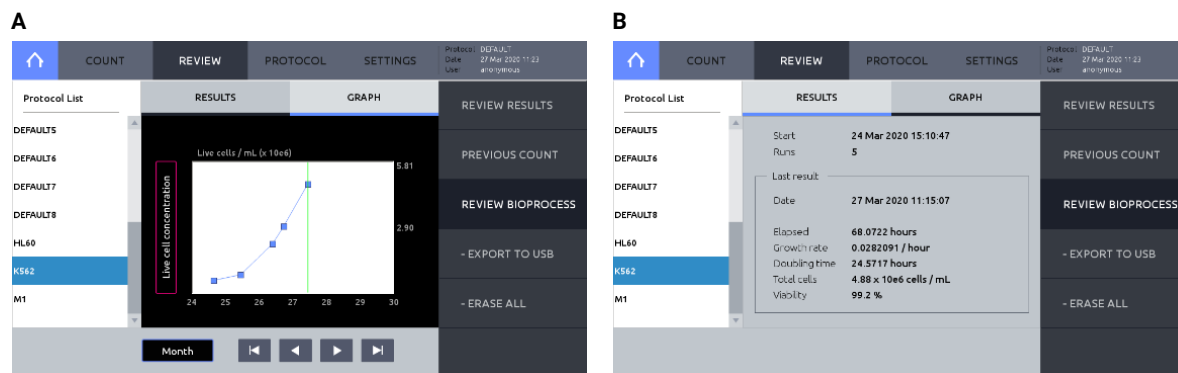 A
COUNT REVIEW PROTOCOL SETTINGS
Protocol DEFAULT
Date 27 Mar 2020 11:23
User anonymous
Protocol List
DEFAULT5
DEFAULT6
DEFAULT7
DEFAULT8
HL60
K562
M1
RESULTS GRAPH
Live cells / mL (x 10e6)
Live cell concentration
5.81
2.90
24 25 26 27 28 29 30
Month
REVIEW RESULTS
PREVIOUS COUNT
REVIEW BIOPROCESS
- EXPORT TO USB
- ERASE ALL
B
COUNT REVIEW PROTOCOL SETTINGS
Protocol DEFAULT
Date 27 Mar 2020 11:23
User anonymous
Protocol List
DEFAULT5
DEFAULT6
DEFAULT7
DEFAULT8
HL60
K562
M1
RESULTS GRAPH
Start 24 Mar 2020 15:10:47
Runs 5
Last result
Date 27 Mar 2020 11:15:07
Elapsed 68.0722 hours
Growth rate 0.0282091 / hour
Doubling time 24.5717 hours
Total cells 4.88 x 10e6 cells / mL
Viability 99.2 %
REVIEW RESULTS
PREVIOUS COUNT
REVIEW BIOPROCESS
- EXPORT TO USB
- ERASE ALL